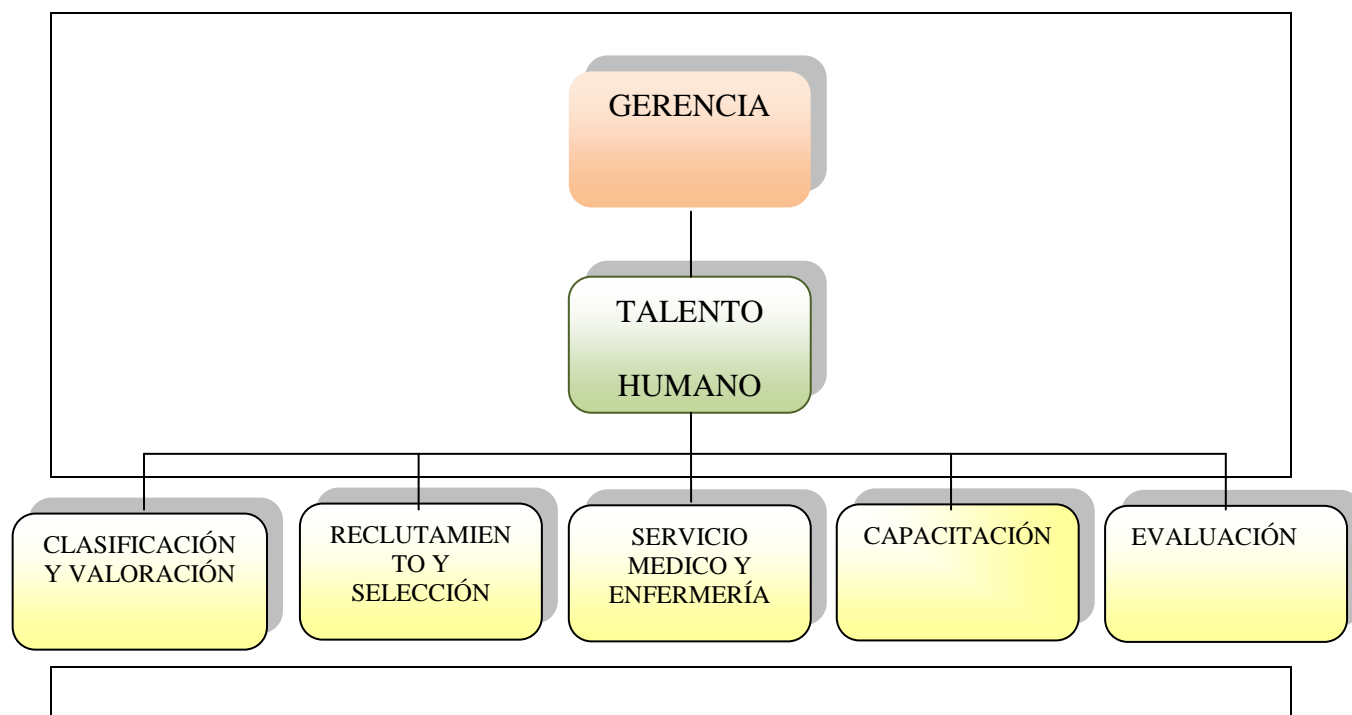 GERENCIA
TALENTO
HUMANO
CLASIFICACIÓN
Y VALORACIÓN
RECLUTAMIEN
TO Y
SELECCIÓN
SERVICIO
MEDICO Y
ENFERMERÍA
CAPACITACIÓN
EVALUACIÓN